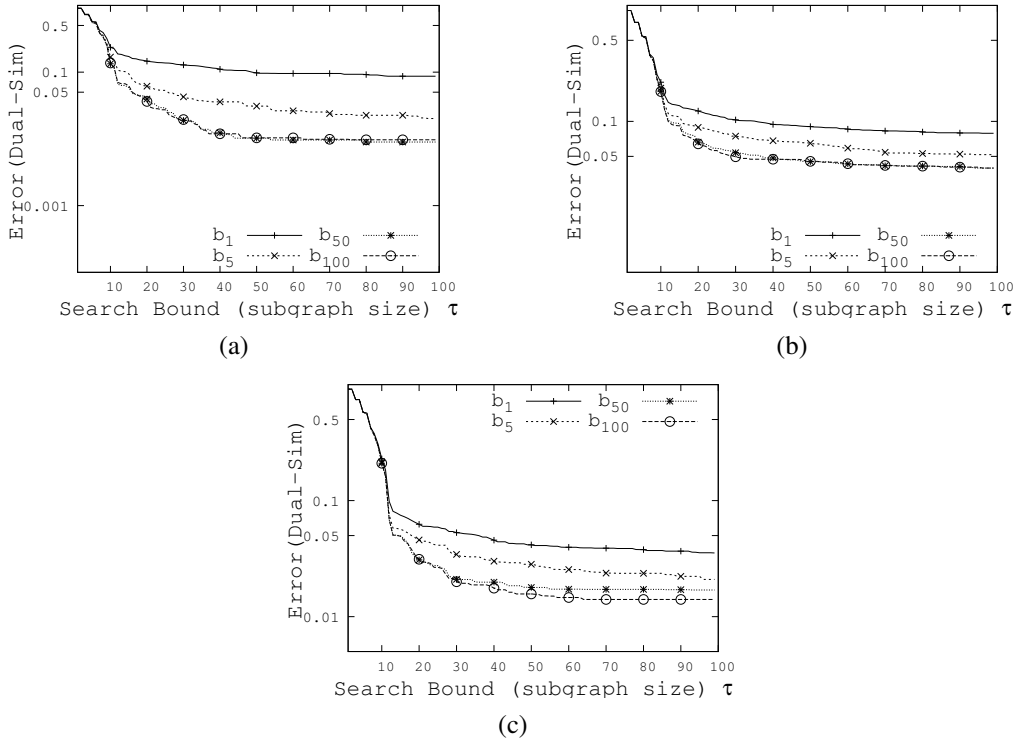 Error(Dual-Sim)
0.5
0.1
0.05
0.001
b1 b50
b5 b100
10 20 30 40 50 60 70 80 90 100
Search Bound (subgraph size) τ
(a)
Error(Dual-Sim)
0.5
0.1
0.05
b1 b50
b5 b100
10 20 30 40 50 60 70 80 90 100
Search Bound (subgraph size) τ
(b)
Error(Dual-Sim)
b1 b50
b5 b100
0.5
0.1
0.05
0.01
10 20 30 40 50 60 70 80 90 100
Search Bound (subgraph size) τ
(c)